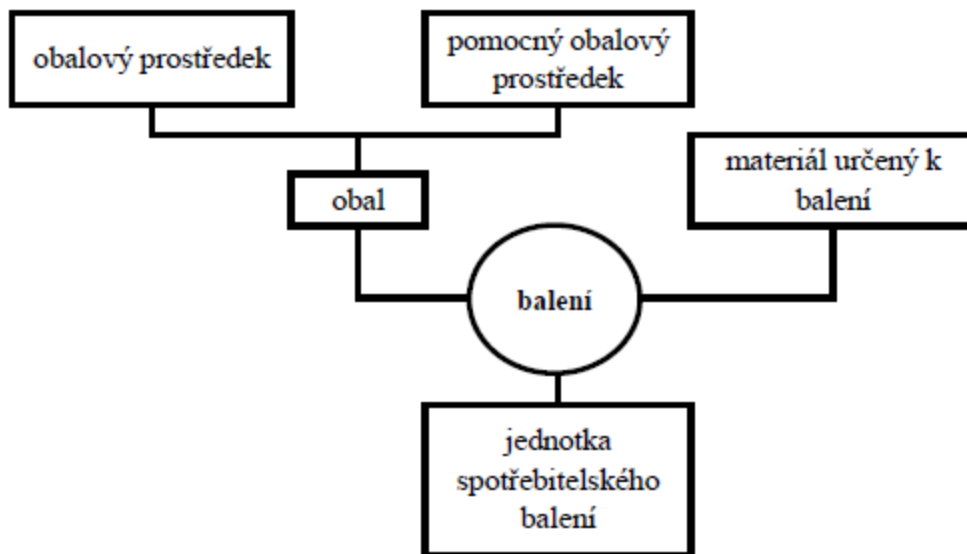 obalový prostředek
pomocný obalový
prostředek
materiál určený k
balení
obal
balení
jednotka
spotřebitelského
balení